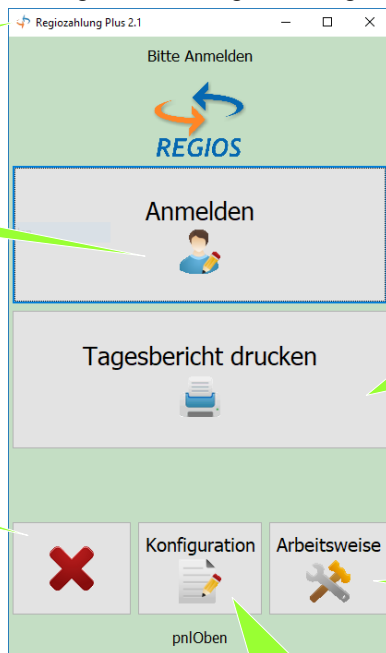 Regiozahlung Plus 2.1
Bitte Anmelden
REGIOS
Anmelden
Tagesbericht drucken
Konfiguration
Arbeitsweise
pnlOben